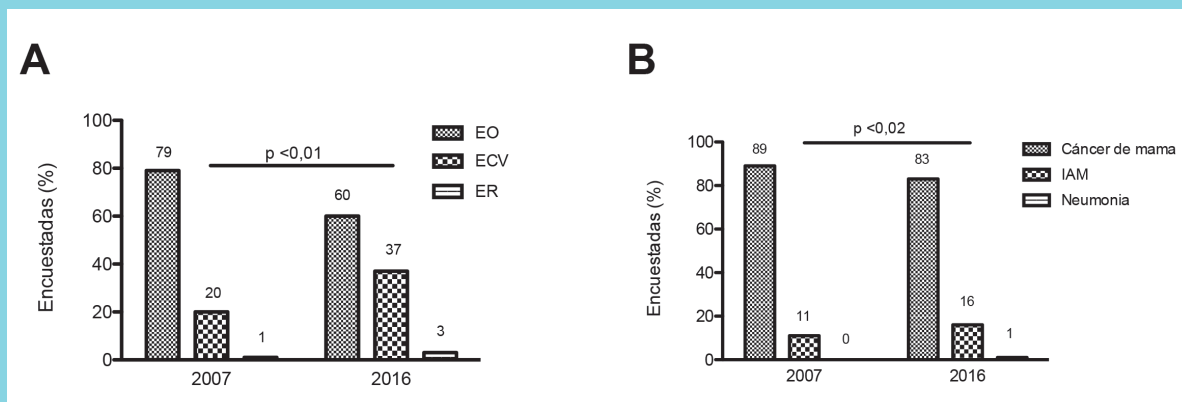 A
Encuestadas (%)
100
80
60
40
20
0
79
20
1
p <0,01
60
37
3
2007
2016
EO
ECV
ER
B
Encuestadas (%)
100
80
60
40
20
0
89
11
0
p <0,02
83
16
1
2007
2016
Cáncer de mama
IAM
Neumonia